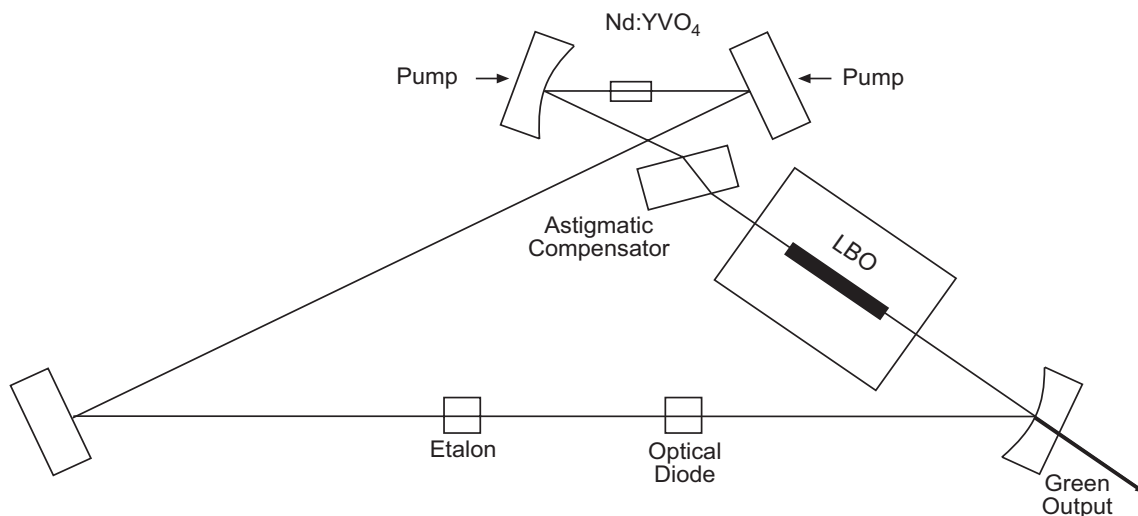 Nd:YVO₄
Pump
Pump
Astigmatic
Compensator
LBO
Etalon
Optical
Diode
Green
Output